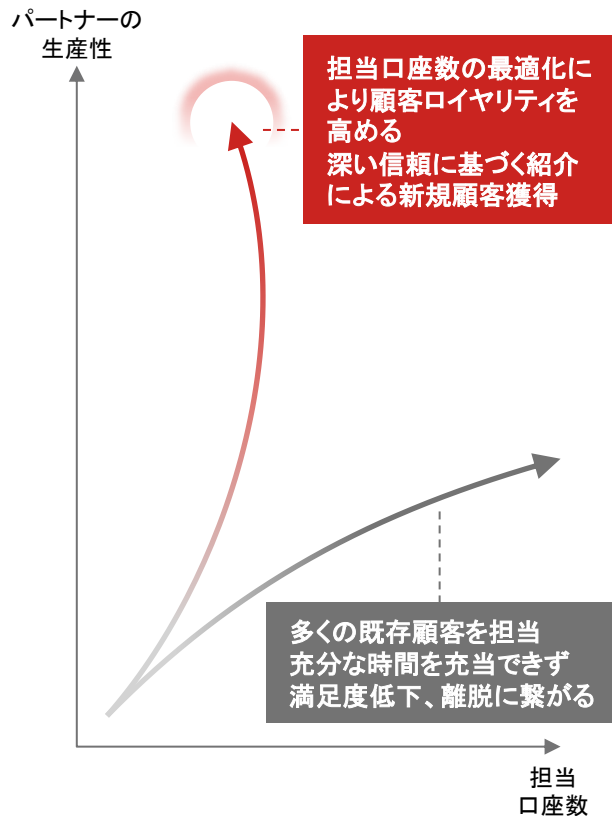 パートナーの
生産性
担当口座数の最適化に
より顧客ロイヤリティを
高める
深い信頼に基づく紹介
による新規顧客獲得
多くの既存顧客を担当
充分な時間を充当できず
満足度低下、離脱に繋がる
担当
口座数